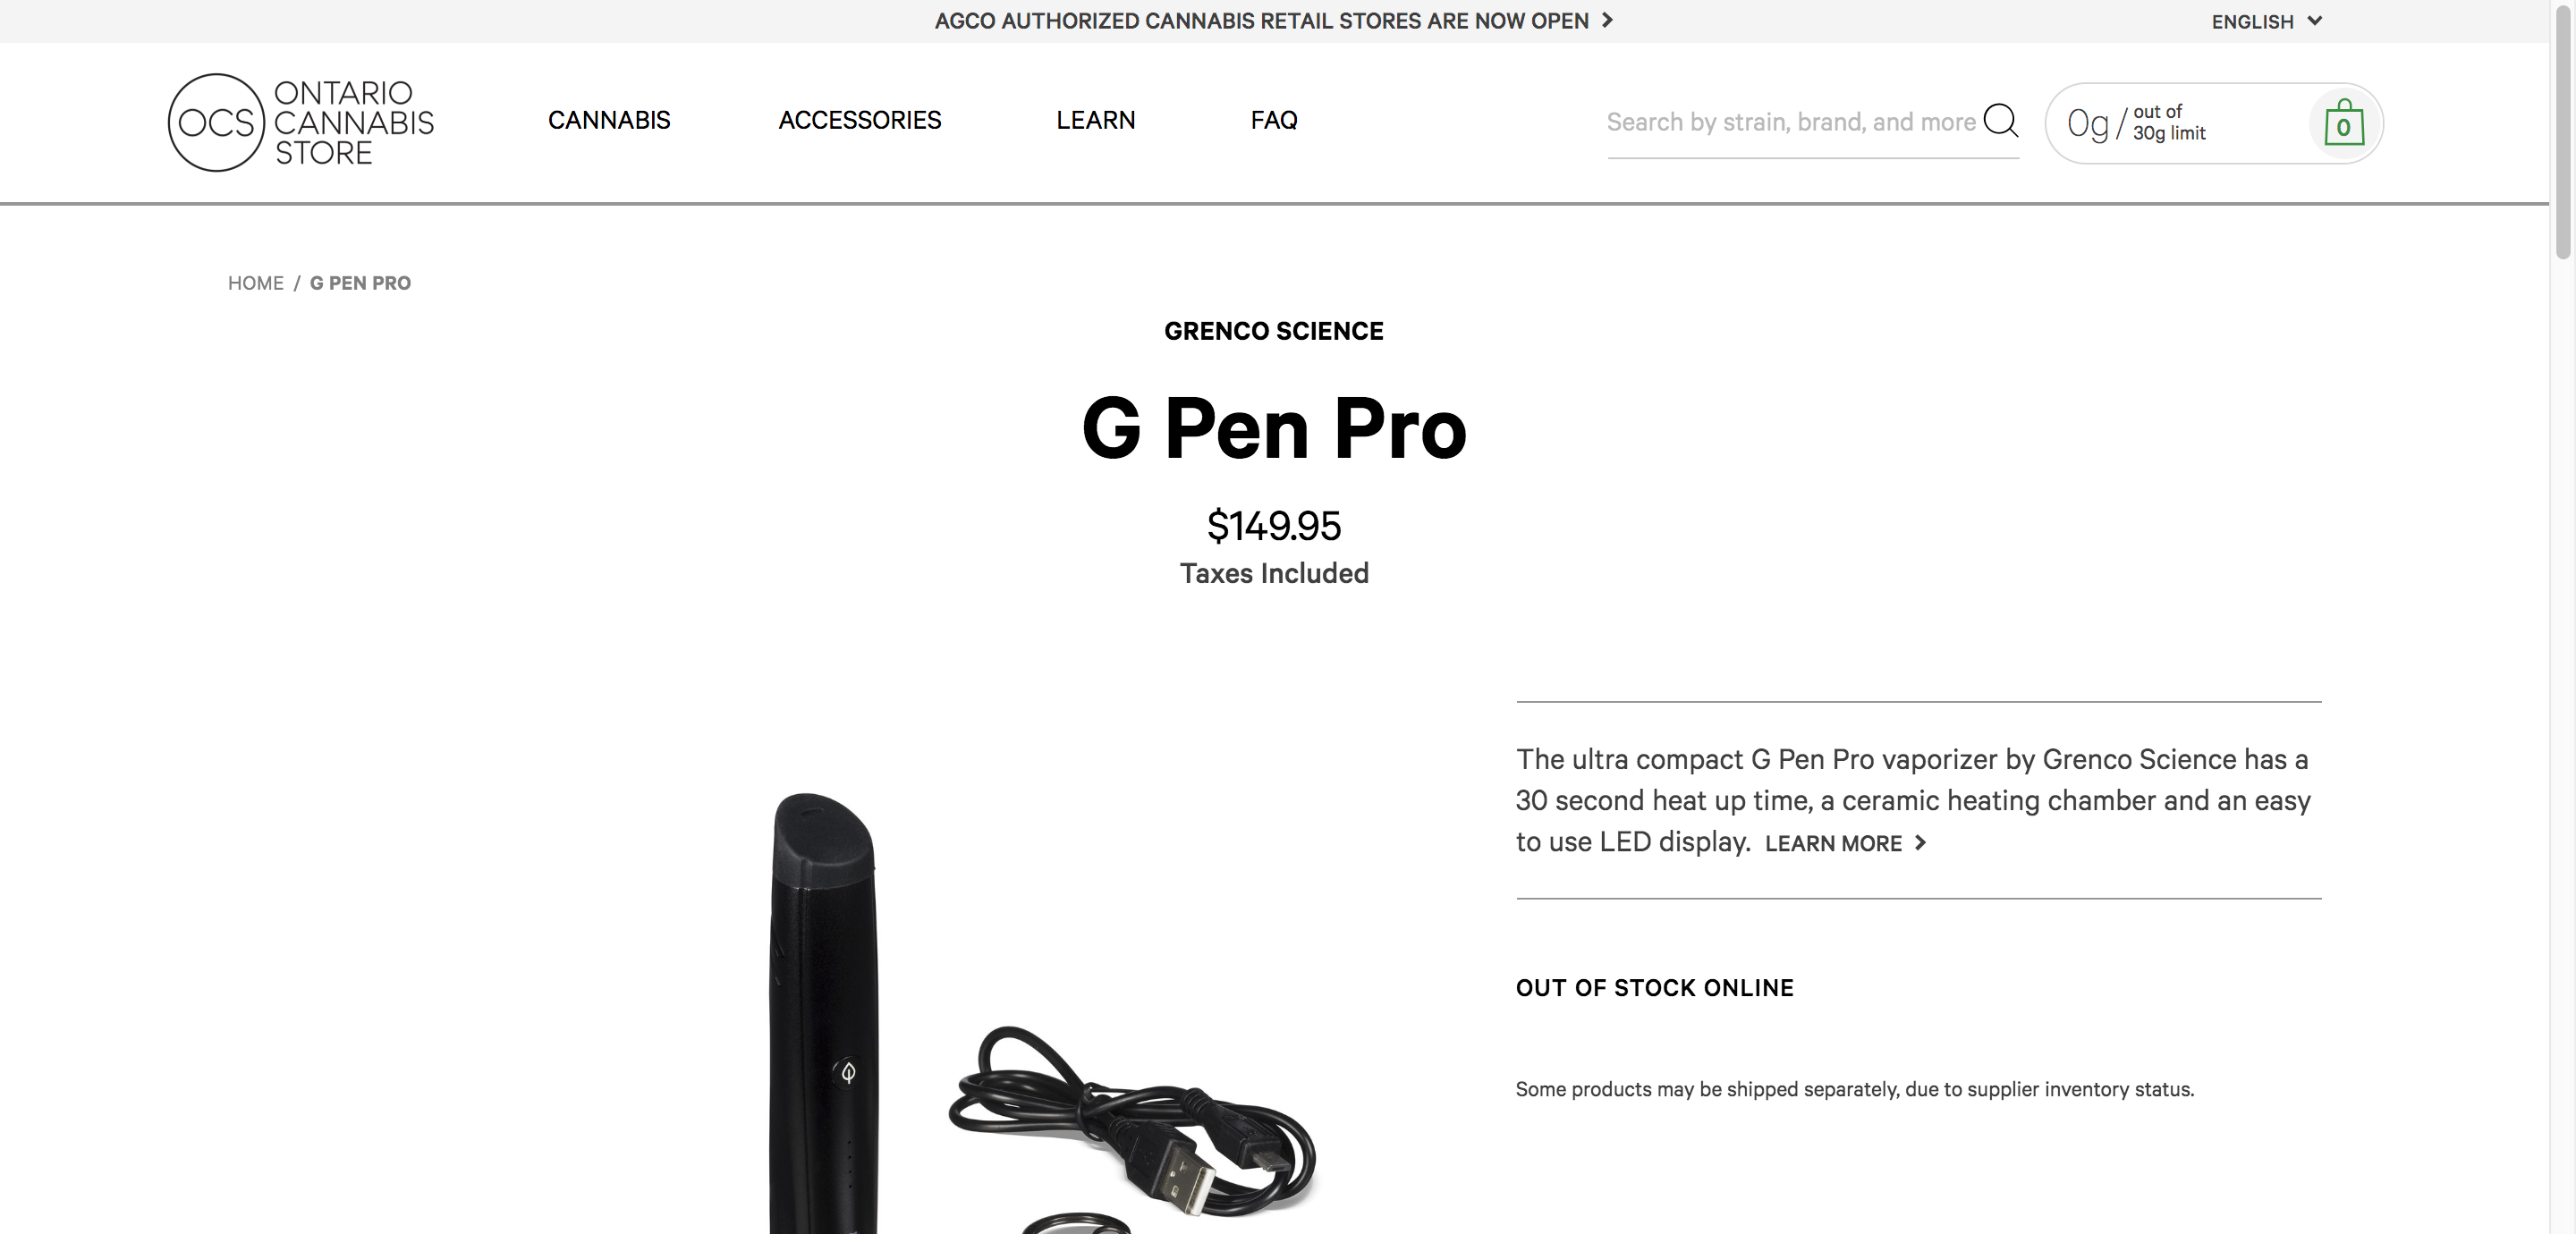 AGCO AUTHORIZED CANNABIS RETAIL STORES ARE NOW OPEN
ENGLISH
OCS
ONTARIO
CANNABIS
STORE
CANNABIS
ACCESSORIES
LEARN
FAQ
Search by strain, brand, and more
0g / out of
30g limit
0
HOME / G PEN PRO
GRENCO SCIENCE
G Pen Pro
$149.95
Taxes Included
The ultra compact G Pen Pro vaporizer by Grenco Science has a
30 second heat up time, a ceramic heating chamber and an easy
to use LED display. LEARN MORE
OUT OF STOCK ONLINE
Some products may be shipped separately, due to supplier inventory status.